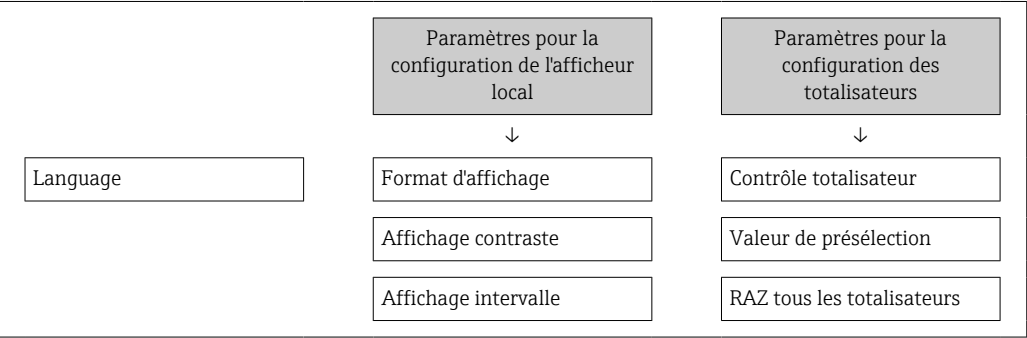 Paramètres pour la
configuration de l'afficheur
local
Paramètres pour la
configuration des
totalisateurs
↓
↓
Language
Format d'affichage
Contrôle totalisateur
Affichage contraste
Valeur de présélection
Affichage intervalle
RAZ tous les totalisateurs